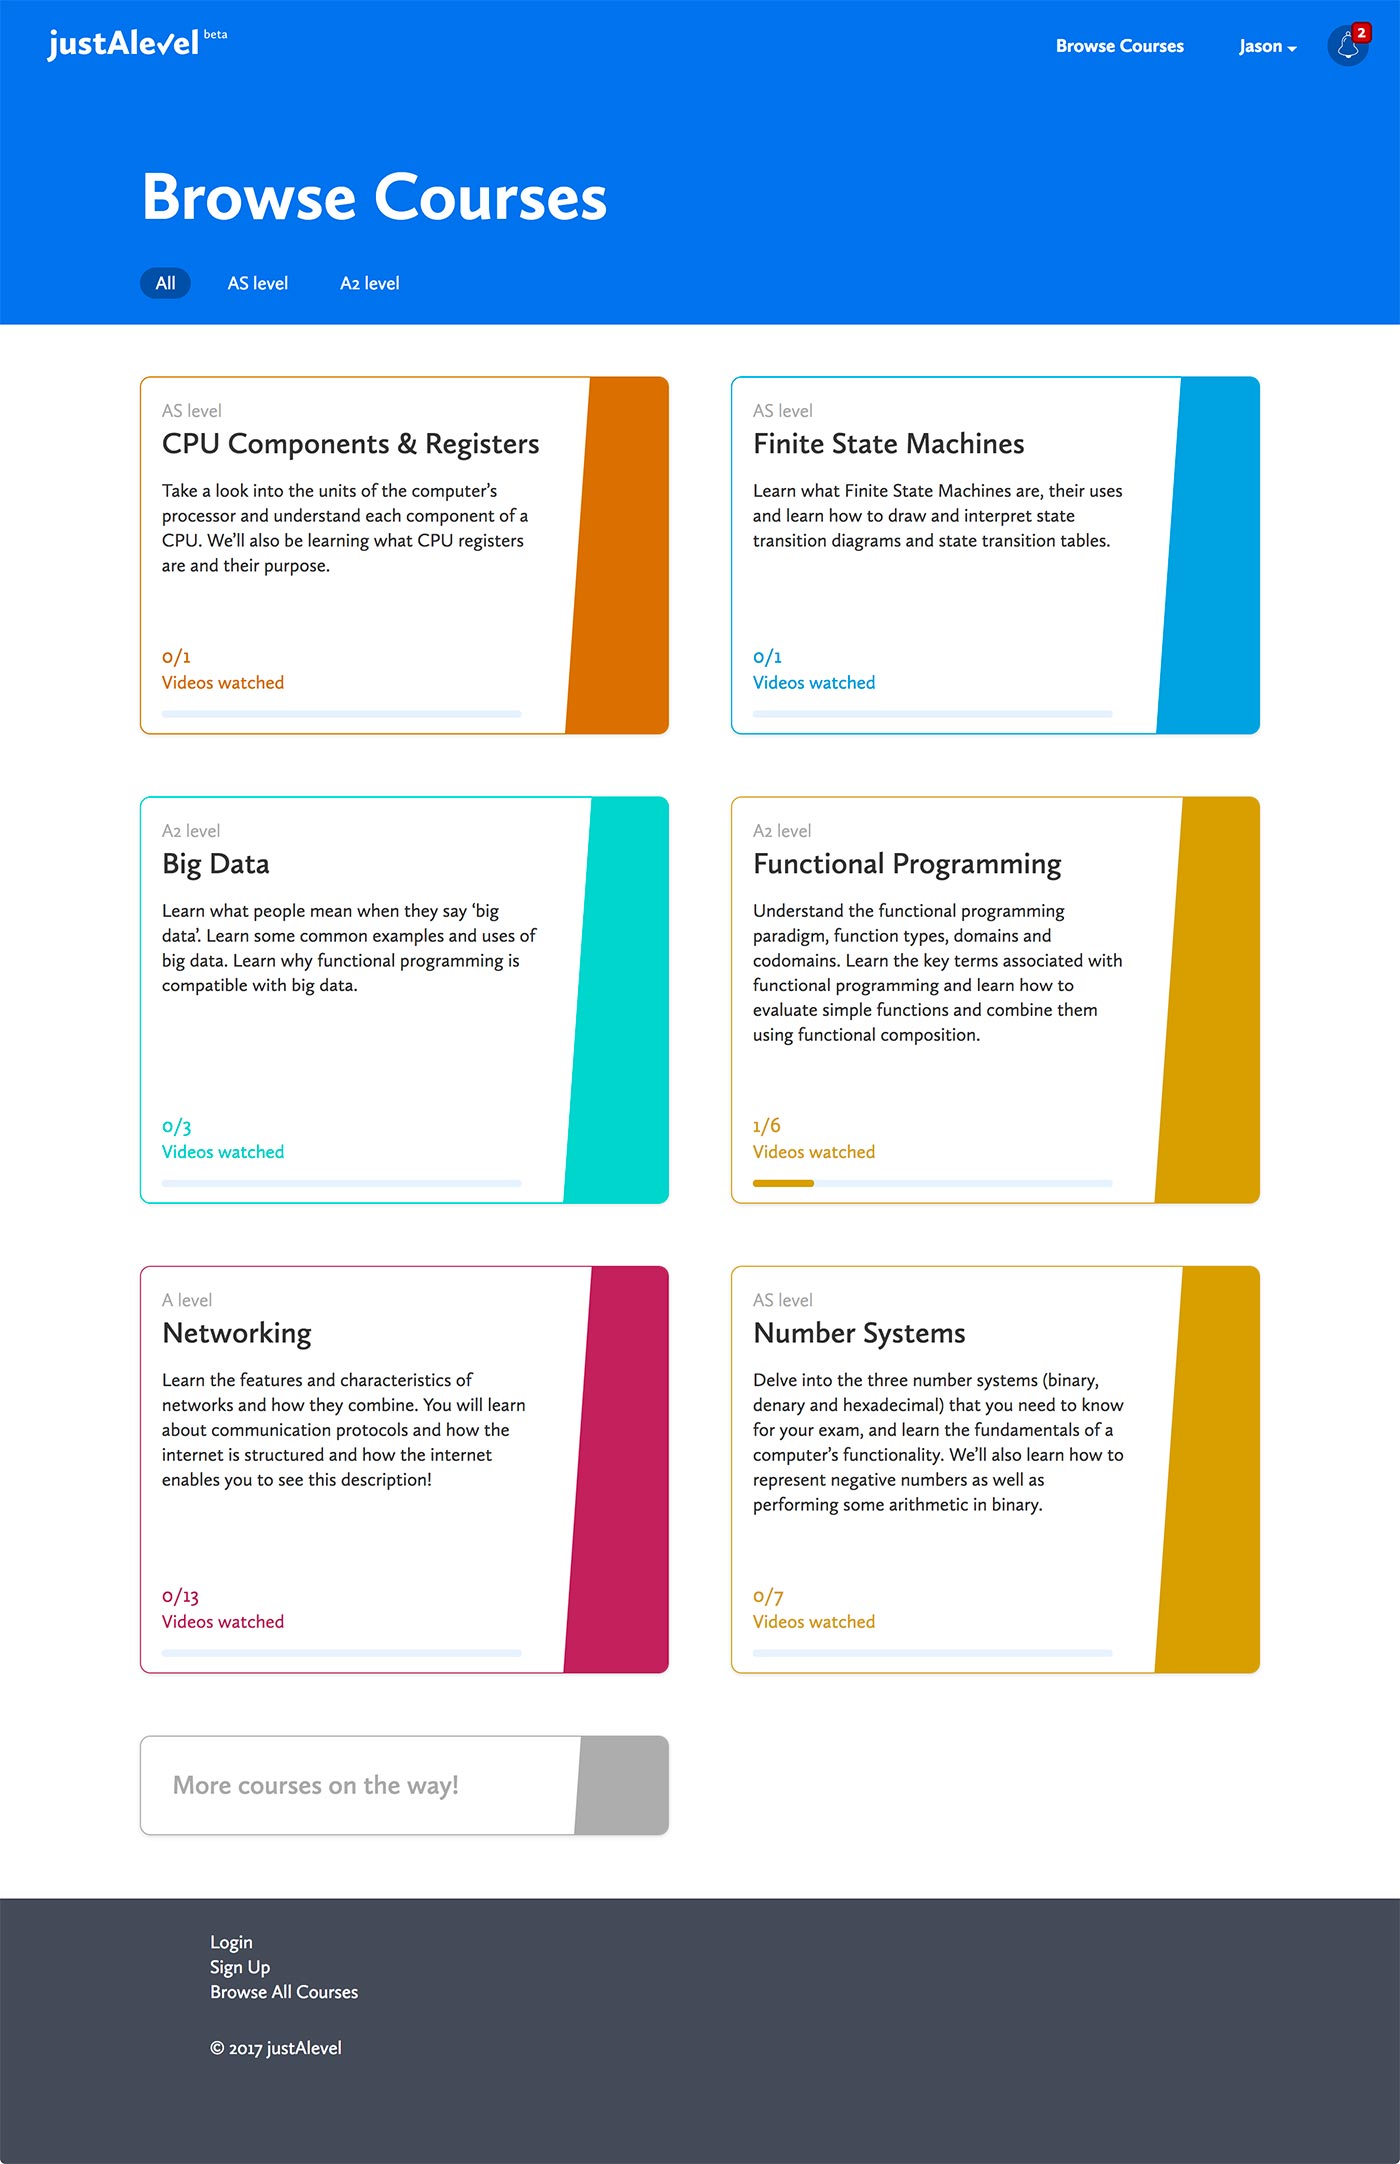 justAlevel beta
Browse Courses
Jason
2
Browse Courses
All
AS level
A2 level
AS level
CPU Components & Registers
Take a look into the units of the computer’s
processor and understand each component of a
CPU. We’ll also be learning what CPU registers
are and their purpose.
0/1
Videos watched
AS level
Finite State Machines
Learn what Finite State Machines are, their uses
and learn how to draw and interpret state
transition diagrams and state transition tables.
0/1
Videos watched
A2 level
Big Data
Learn what people mean when they say ‘big
data’. Learn some common examples and uses of
big data. Learn why functional programming is
compatible with big data.
0/3
Videos watched
A2 level
Functional Programming
Understand the functional programming
paradigm, function types, domains and
codomains. Learn the key terms associated with
functional programming and learn how to
evaluate simple functions and combine them
using functional composition.
1/6
Videos watched
A level
Networking
Learn the features and characteristics of
networks and how they combine. You will learn
about communication protocols and how the
internet is structured and how the internet
enables you to see this description!
0/13
Videos watched
AS level
Number Systems
Delve into the three number systems (binary,
denary and hexadecimal) that you need to know
for your exam, and learn the fundamentals of a
computer’s functionality. We’ll also learn how to
represent negative numbers as well as
performing some arithmetic in binary.
0/7
Videos watched
More courses on the way!
Login
Sign Up
Browse All Courses
© 2017 justAlevel